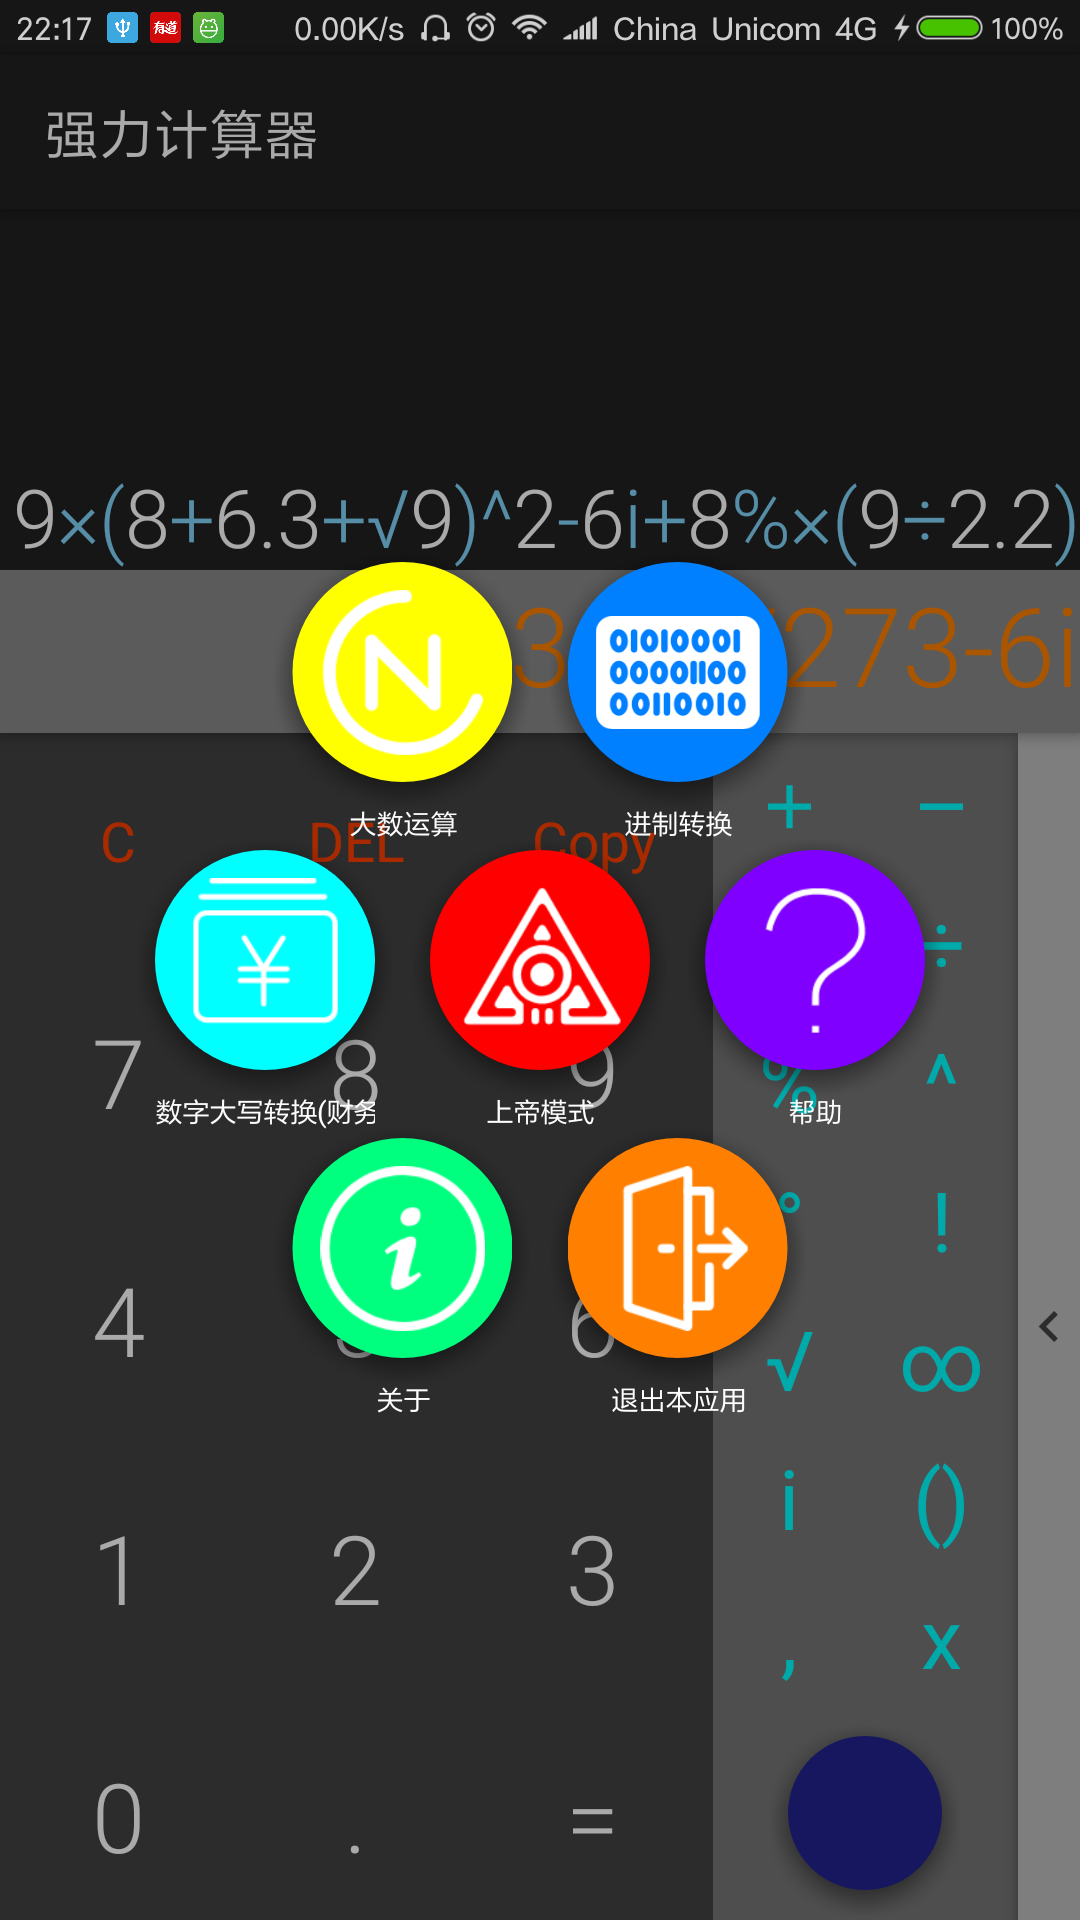 22:17 有道 0.00K/s China Unicom 4G 100%
强力计算器
9×(8+6.3+√9)^2-6i+8%×(9÷2.2)
3 273-6i
N
01010001
00001100
00110010
大数运算 进制转换
C DEL Copy + −
¥ ?
÷
7 8 9 % ^
数字大写转换(财务 上帝模式 帮助
i
° !
4 6
√ ∞
<
关于 退出本应用
i ()
1 2 3
, x
0 . =